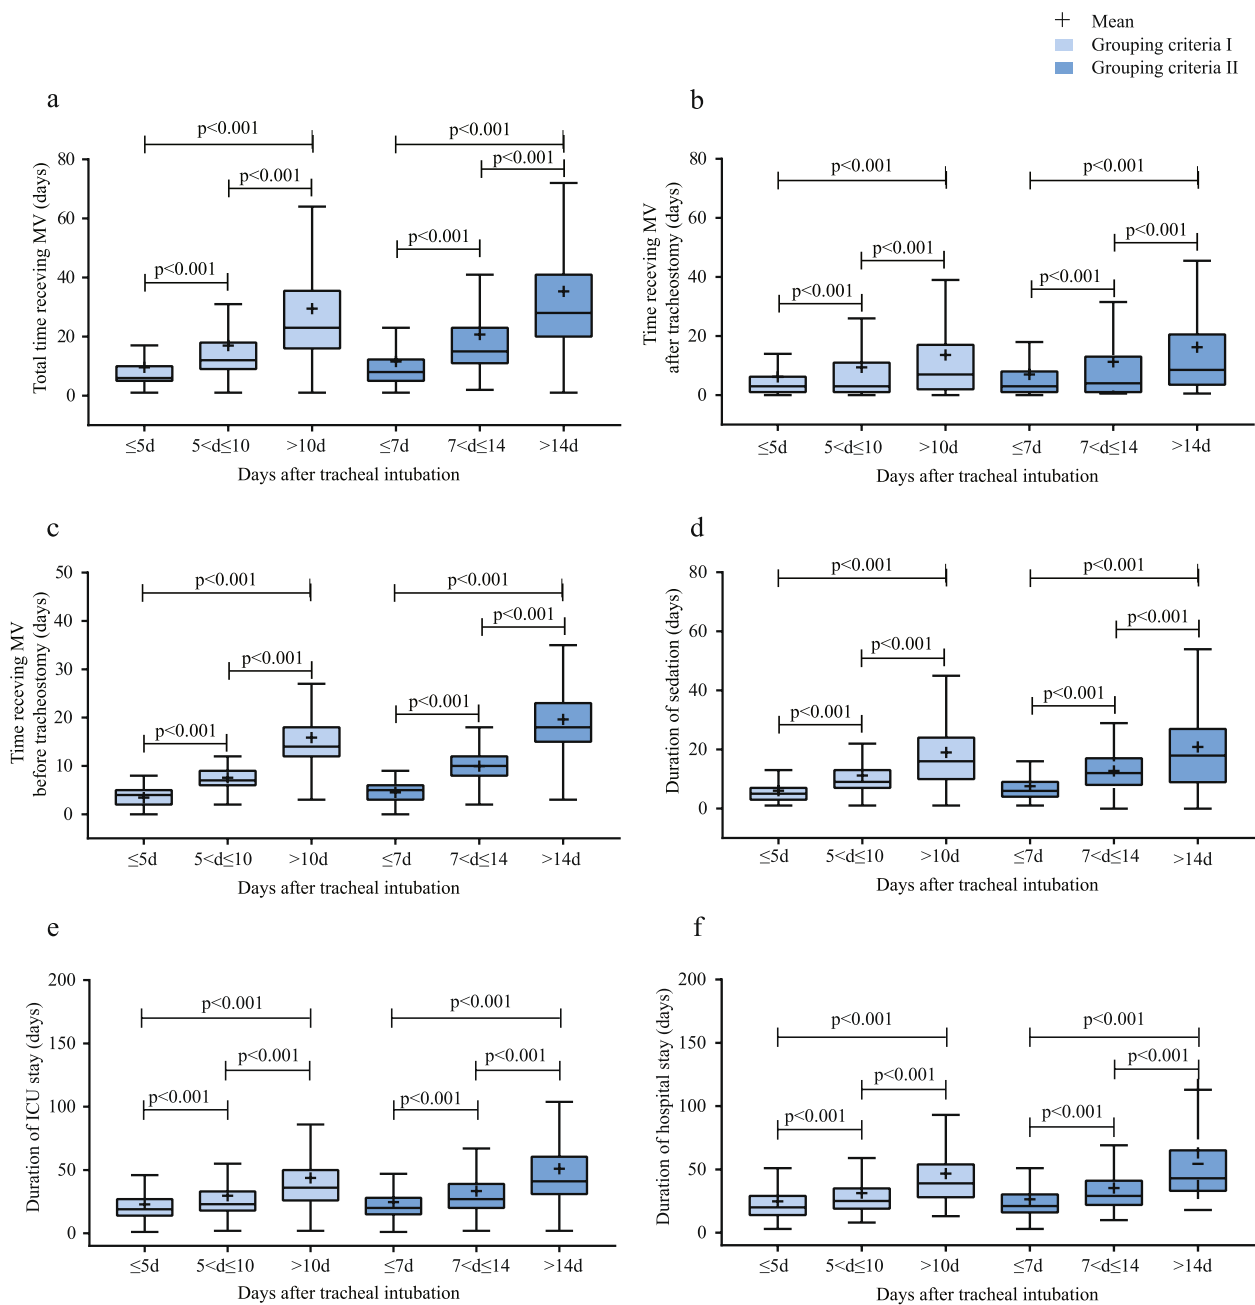 + Mean
Grouping criteria I
Grouping criteria II
a
p<0.001
p<0.001
p<0.001
p<0.001
p<0.001
p<0.001
Total time receving MV (days)
80
60
40
20
0
≤5d
5<d≤10
>10d
≤7d
7<d≤14
>14d
Days after tracheal intubation
b
p<0.001
p<0.001
p<0.001
p<0.001
p<0.001
p<0.001
Time receving MV
after tracheostomy (days)
80
60
40
20
0
≤5d
5<d≤10
>10d
≤7d
7<d≤14
>14d
Days after tracheal intubation
c
p<0.001
p<0.001
p<0.001
p<0.001
p<0.001
p<0.001
Time receving MV
before tracheostomy (days)
50
40
30
20
10
0
≤5d
5<d≤10
>10d
≤7d
7<d≤14
>14d
Days after tracheal intubation
d
p<0.001
p<0.001
p<0.001
p<0.001
p<0.001
p<0.001
Duration of sedation (days)
80
60
40
20
0
≤5d
5<d≤10
>10d
≤7d
7<d≤14
>14d
Days after tracheal intubation
e
p<0.001
p<0.001
p<0.001
p<0.001
p<0.001
p<0.001
Duration of ICU stay (days)
200
150
100
50
0
≤5d
5<d≤10
>10d
≤7d
7<d≤14
>14d
Days after tracheal intubation
f
p<0.001
p<0.001
p<0.001
p<0.001
p<0.001
p<0.001
Duration of hospital stay (days)
200
150
100
50
0
≤5d
5<d≤10
>10d
≤7d
7<d≤14
>14d
Days after tracheal intubation